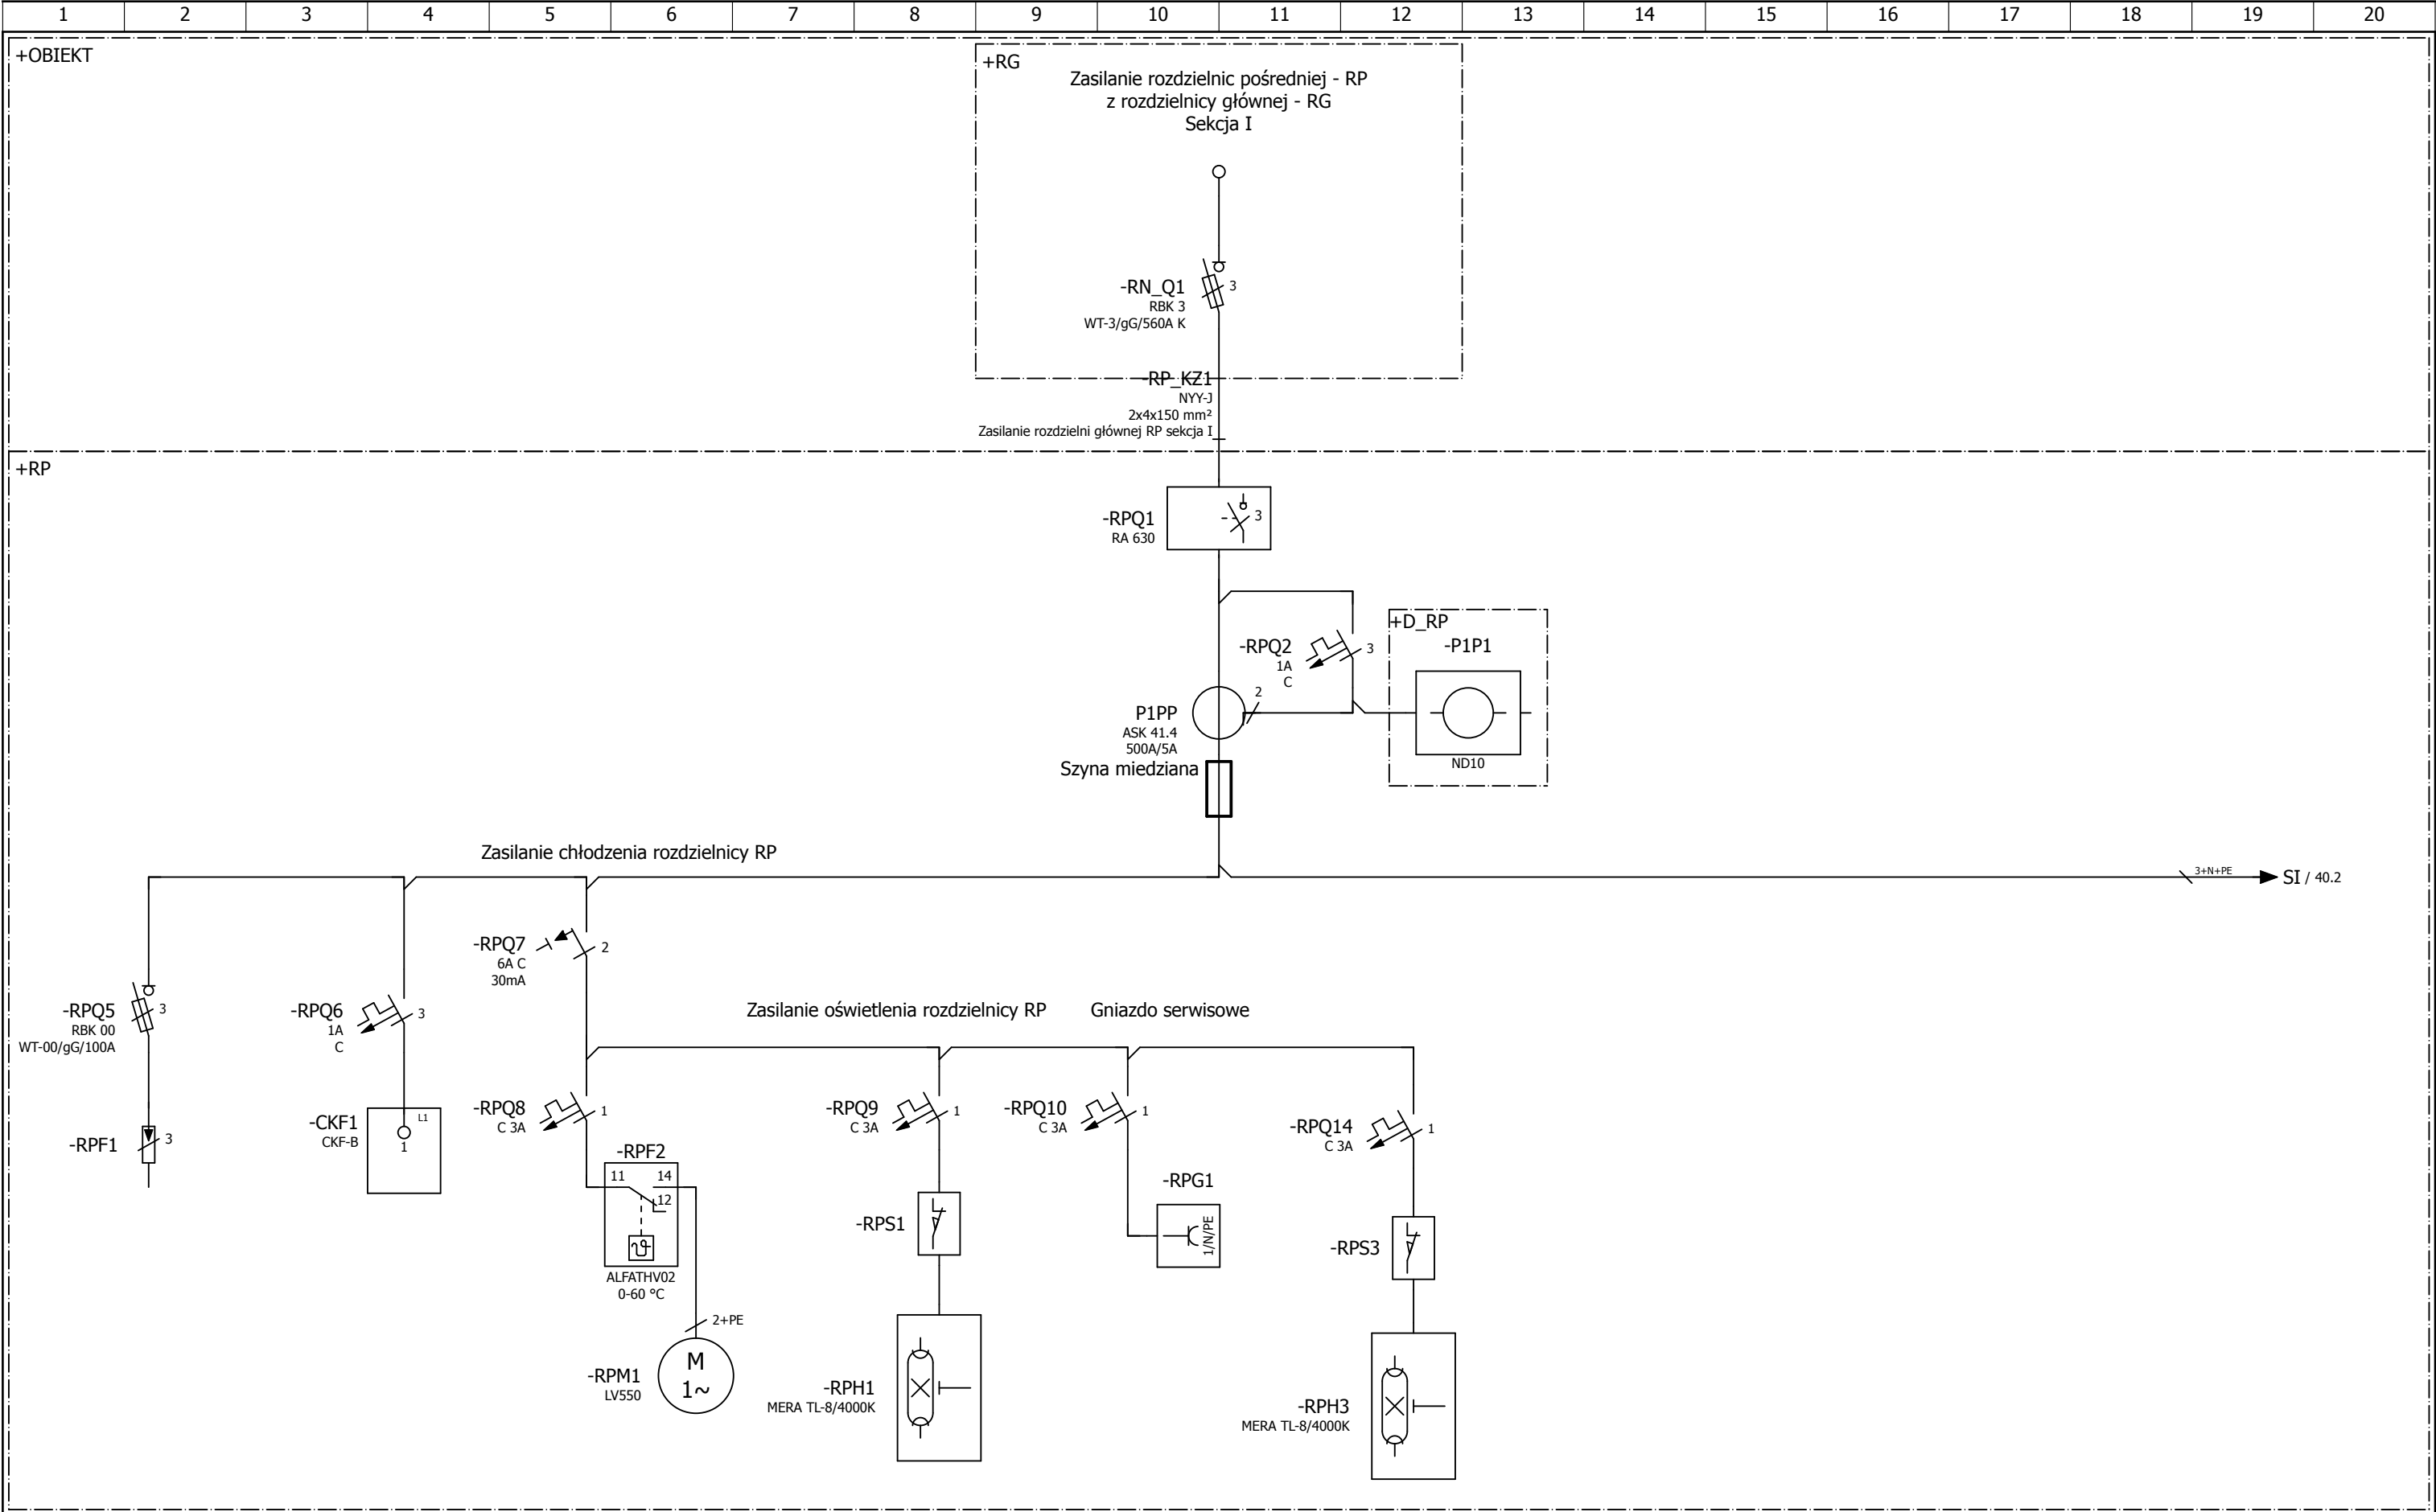 1 2 3 4 5 6 7 8 9 10 11 12 13 14 15 16 17 18 19 20
+OBIEKT
+RG
Zasilanie rozdzielnic pośredniej - RP
z rozdzielnicy głównej - RG
Sekcja I
-RN_Q1
3
RBK 3
WT-3/gG/560A K
-RP_KZ1
NYY-J
2x4x150 mm²
Zasilanie rozdzielni głównej RP sekcja I
+RP
-RPQ1
3
RA 630
-RPQ2
3
1A
C
+D_RP
-P1P1
ND10
2
P1PP
ASK 41.4
500A/5A
Szyna miedziana
Zasilanie chłodzenia rozdzielnicy RP
3+N+PE
SI / 40.2
-RPQ7
2
6A C
30mA
-RPQ5
3
RBK 00
WT-00/gG/100A
-RPQ6
3
1A
C
Zasilanie oświetlenia rozdzielnicy RP
Gniazdo serwisowe
-RPF1
3
-CKF1
CKF-B
L1
1
-RPQ8
1
C 3A
-RPQ9
1
C 3A
-RPQ10
1
C 3A
-RPQ14
1
C 3A
-RPF2
11 14
12
ϑ
ALFATHV02
0-60 °C
-RPS1
-RPG1
1/N/PE
-RPS3
2+PE
-RPM1
LV550
M
1~
-RPH1
MERA TL-8/4000K
-RPH3
MERA TL-8/4000K